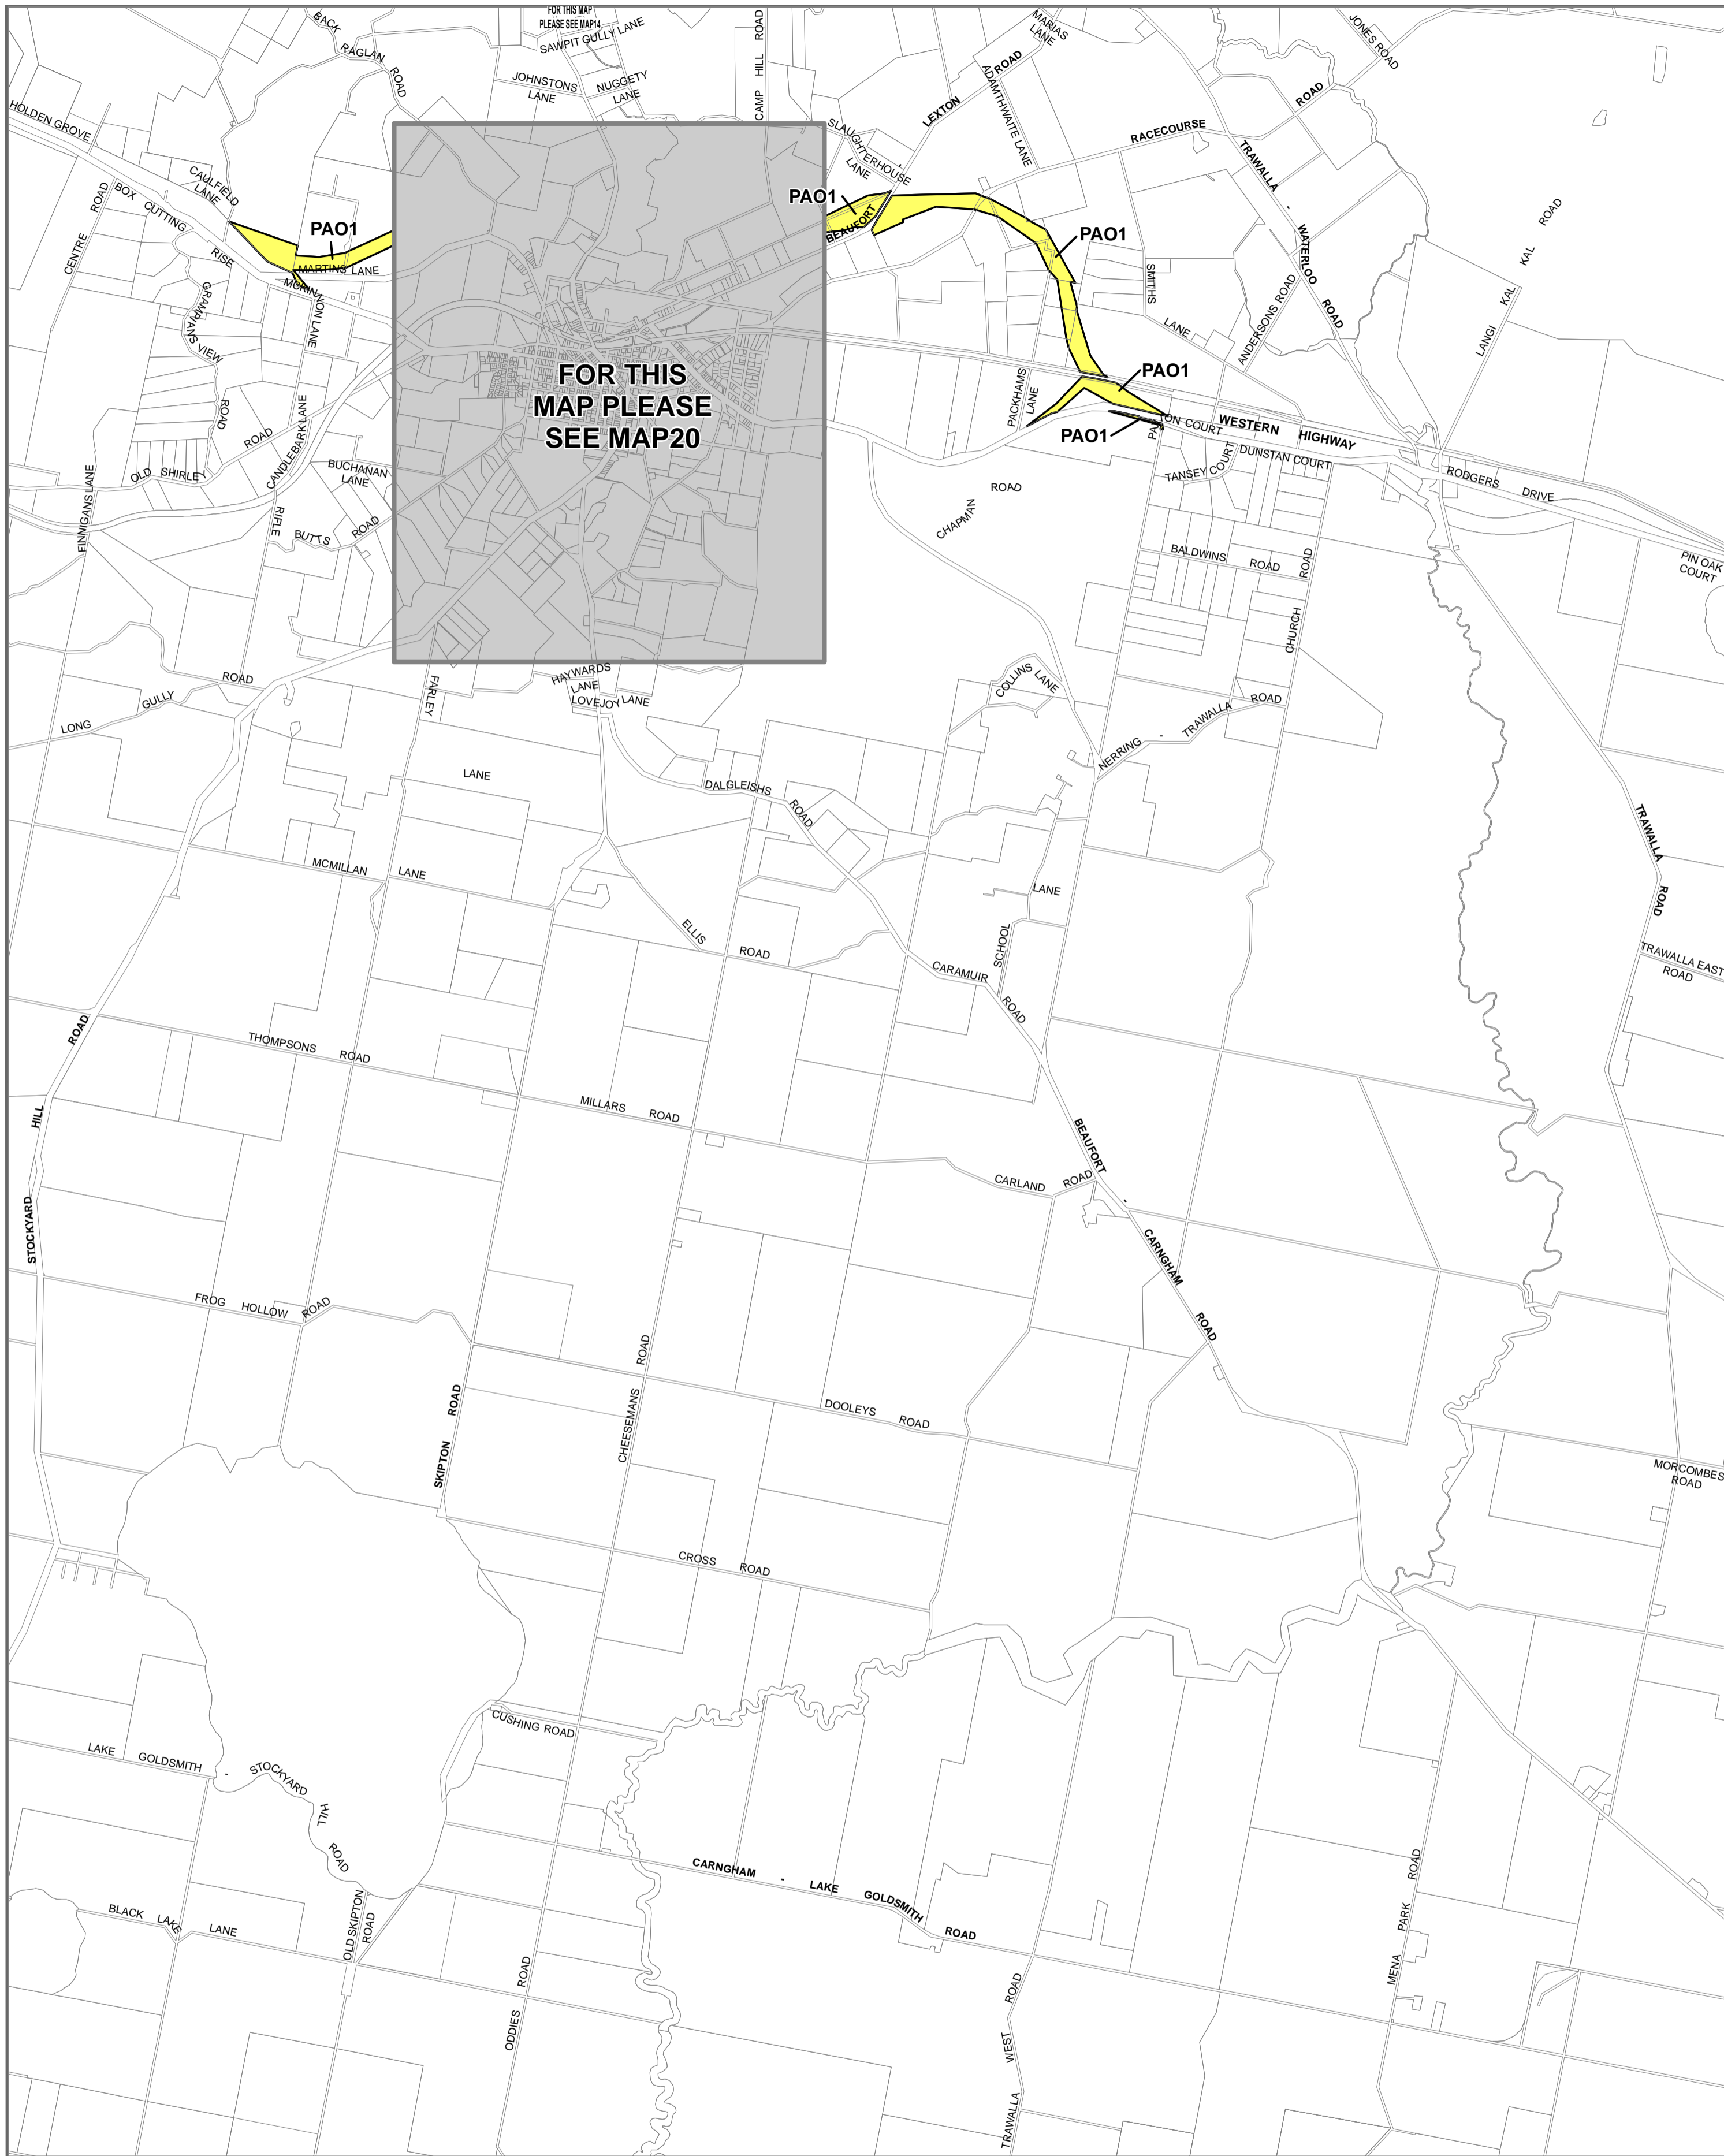 FOR THIS MAP
PLEASE SEE MAP14
BACK
RAGLAN
ROAD
SAWPIT GULLY LANE
JOHNSTONS
LANE
NUGGETY
LANE
CAMP HILL ROAD
MARIAS
LANE
LEXTON ROAD
ADAMTHWAITE LANE
JONES ROAD
HOLDEN GROVE
SLAUGHTERHOUSE
LANE
-
RACECOURSE
ROAD
TRAWALLA
-
WATERLOO
ROAD
CAULFIELD
LANE
CENTRE ROAD
BOX CUTTING
RISE
PAO1
MARTINS LANE
MCKINNON LANE
GRAMPIANS VIEW
ROAD
PAO1
BEAUFORT
PAO1
SMITHS
LANE
ANDERSONS ROAD
LANGI KAL KAL ROAD
FOR THIS
MAP PLEASE
SEE MAP20
PACKHAMS
LANE
PAO1
PAO1
ON COURT
WESTERN HIGHWAY
DUNSTAN COURT
TANSEY COURT
RODGERS DRIVE
PIN OAK
COURT
OLD SHIRLEY
ROAD
CANDLEBARK LANE
BUCHANAN
LANE
FINNIGANS LANE
RIFLE
BUTTS ROAD
CHAPMAN
ROAD
BALDWINS ROAD
CHURCH ROAD
LONG GULLY ROAD
FARLEY
LANE
HAYWARDS
LANE
LOVEJOY LANE
COLLINS LANE
NERRING - TRAWALLA ROAD
DALGLEISHS
ROAD
TRAWALLA
ROAD
MCMILLAN LANE
LANE
SCHOOL
ELLIS ROAD
CARAMUIR
ROAD
TRAWALLA EAST
ROAD
STOCKYARD HILL ROAD
THOMPSONS ROAD
MILLARS ROAD
BEAUFORT
-
CARNGHAM
ROAD
CARLAND ROAD
FROG HOLLOW ROAD
SKIPTON ROAD
CHEESEMANS ROAD
DOOLEYS ROAD
MORCOMBES
ROAD
CROSS ROAD
CUSHING ROAD
LAKE GOLDSMITH - STOCKYARD
HILL
ROAD
CARNGHAM - LAKE GOLDSMITH
ROAD
BLACK LAKE LANE
OLD SKIPTON
ROAD
ODDIES ROAD
TRAWALLA WEST ROAD
MENA PARK ROAD